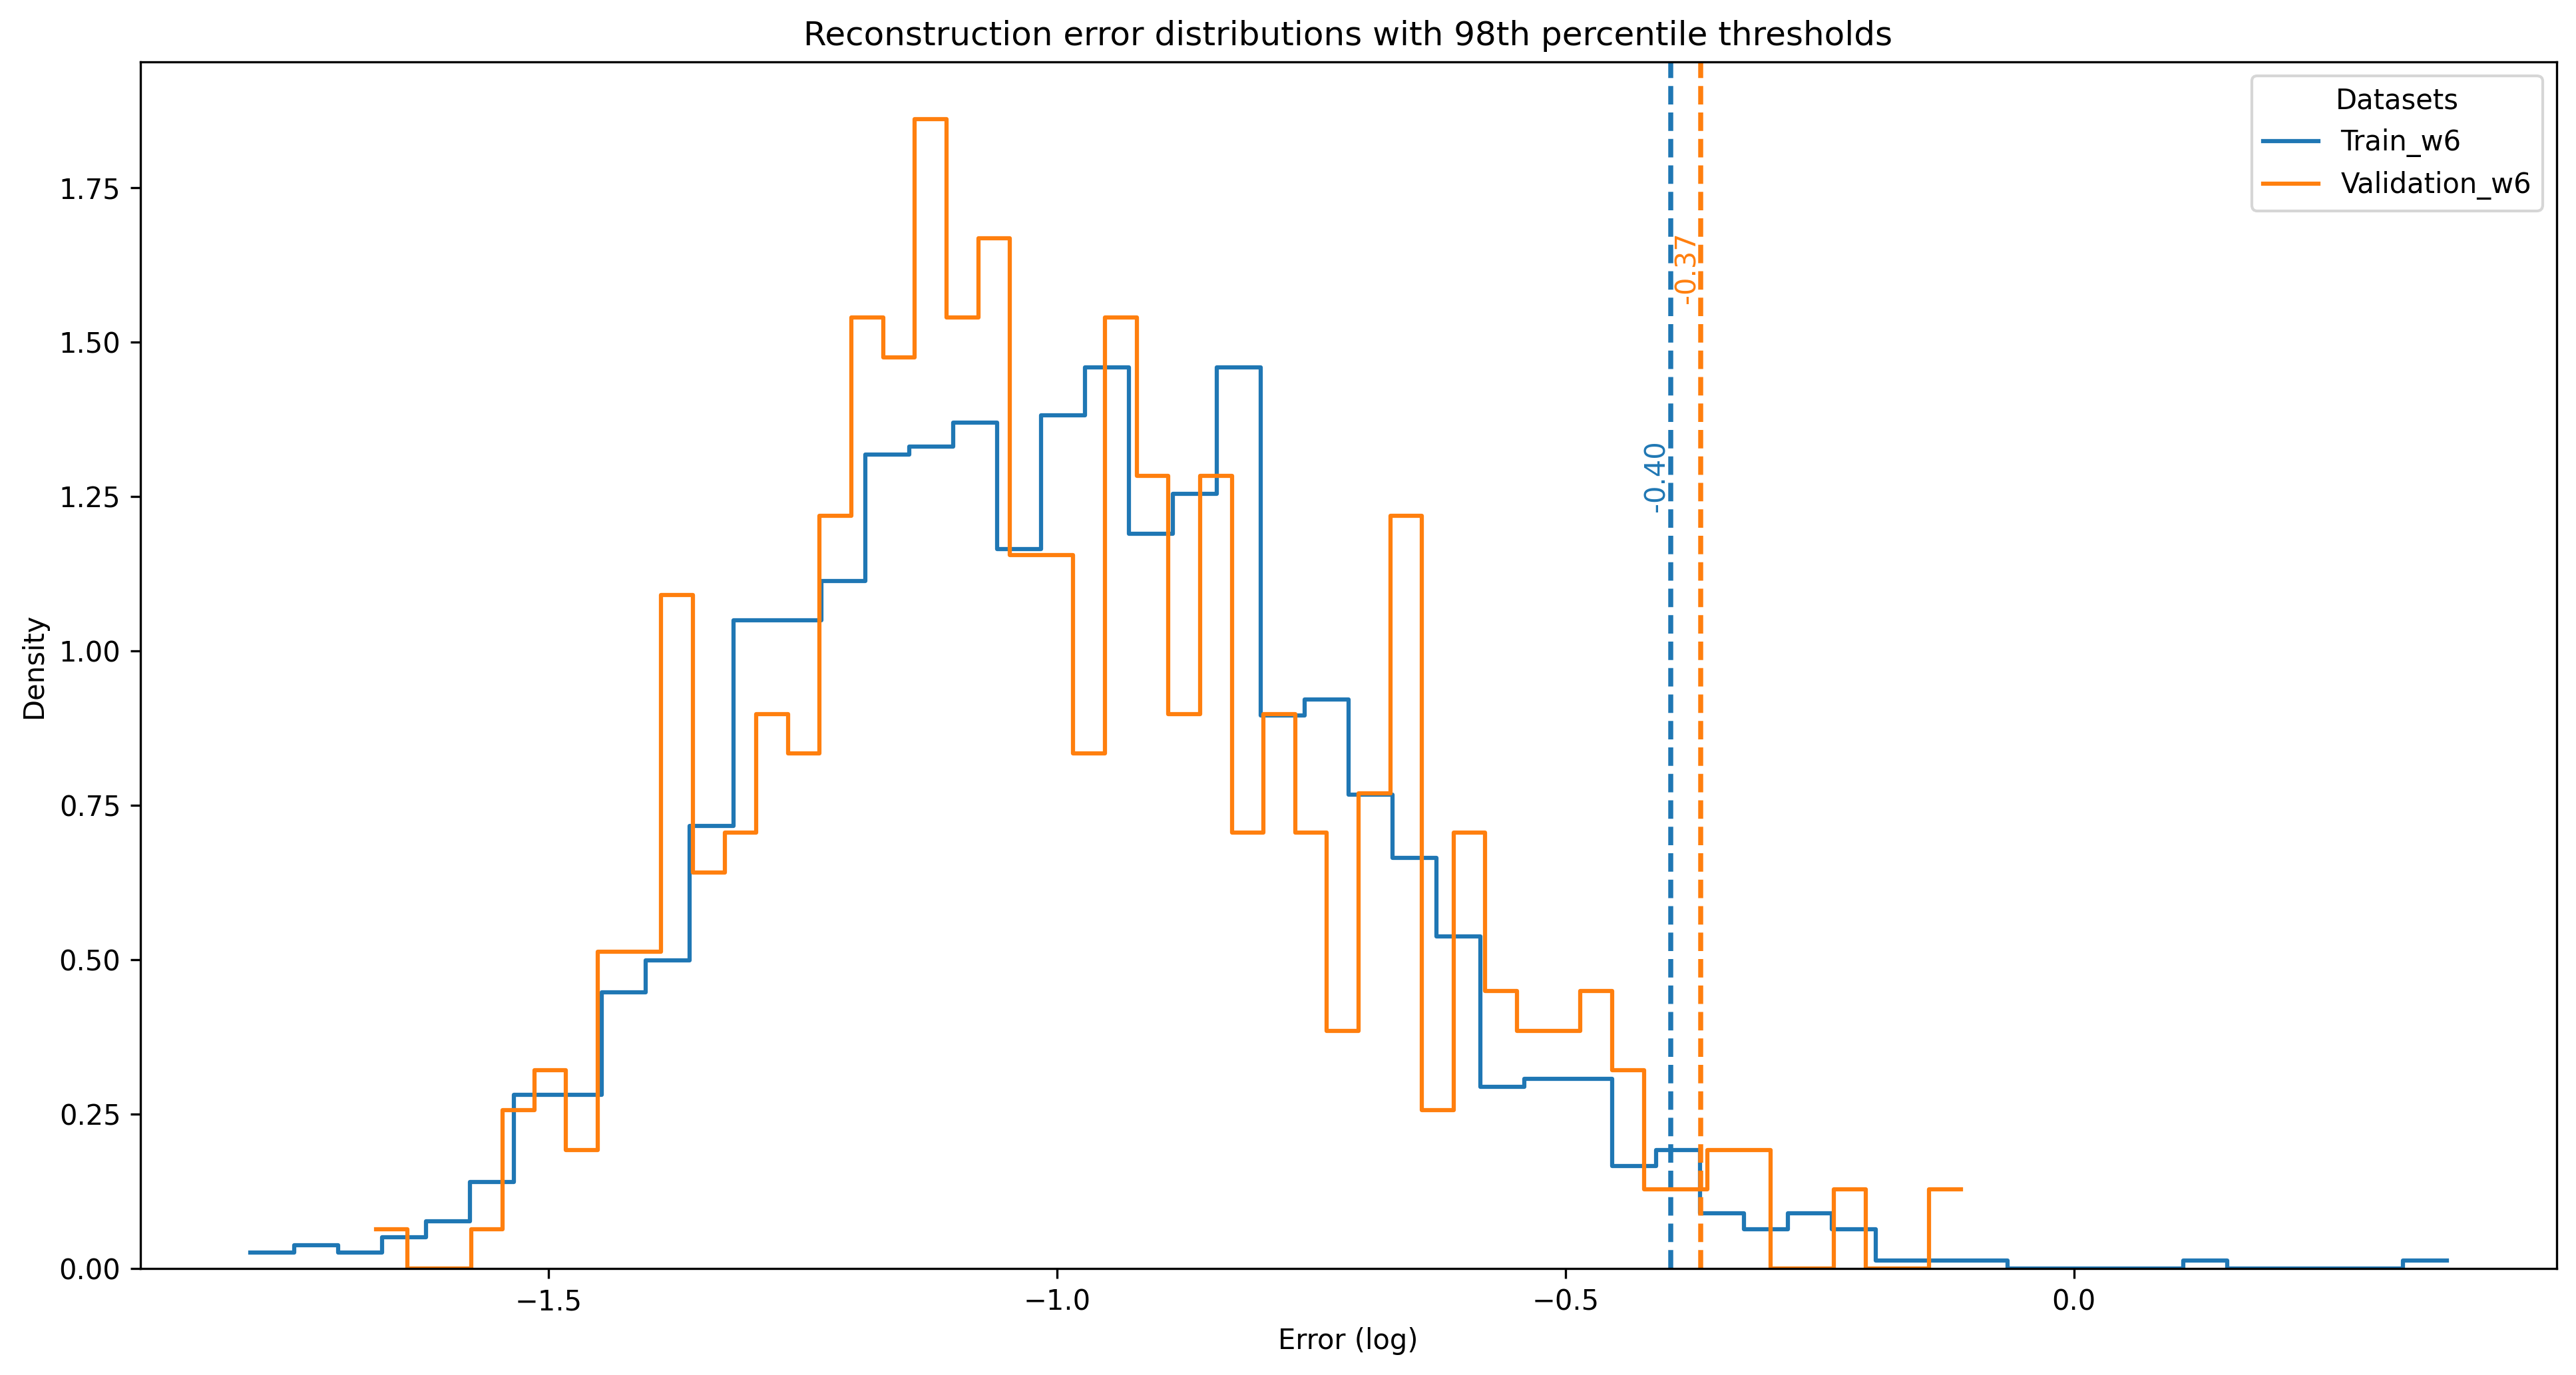 Reconstruction error distributions with 98th percentile thresholds
Datasets
Train_w6
Validation_w6
-0.37
-0.40
Density
1.75
1.50
1.25
1.00
0.75
0.50
0.25
0.00
−1.5
−1.0
−0.5
0.0
Error (log)